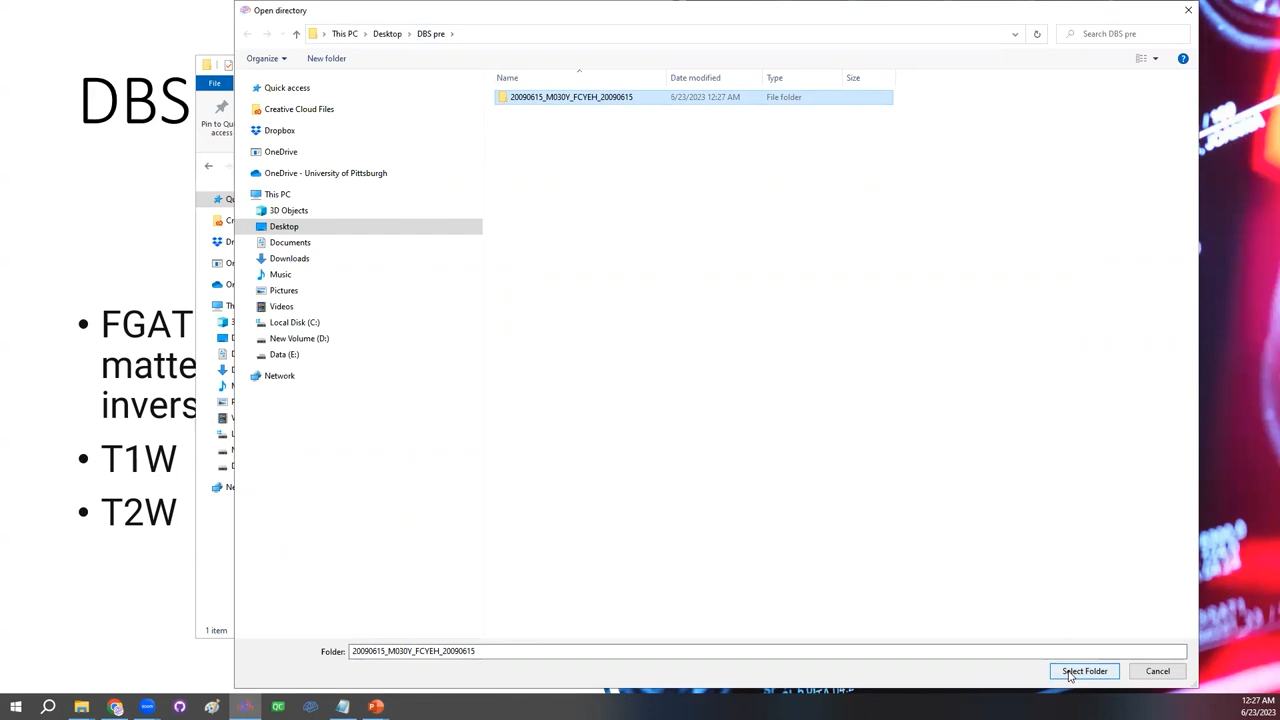 Open directory
This PC
Desktop
DBS pre
Search DBS pre
Organize
New folder
Name
Date modified
Type
Size
20090615_M030Y_FCYEH_20090615
6/23/2023 12:27 AM
File folder
Quick access
Creative Cloud Files
Dropbox
OneDrive
OneDrive - University of Pittsburgh
This PC
3D Objects
Desktop
Documents
Downloads
Music
Pictures
Videos
Local Disk (C:)
New Volume (D:)
Data (E:)
Network
Folder:
20090615_M030Y_FCYEH_20090615
Select Folder
Cancel
DBS
File
Pin to Qu
access
• FGAT
matte
invers
• T1W
• T2W
1 item
12:27 AM
6/23/2023